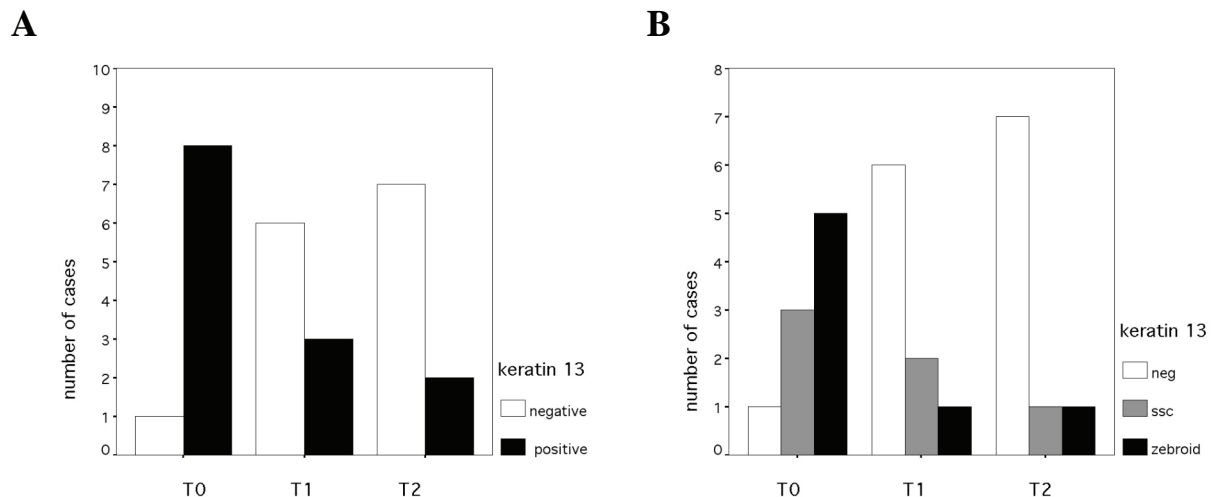 A
10
9
8
7
6
5
4
3
2
1
0
number of cases
T0 T1 T2
keratin 13
negative
positive
B
8
7
6
5
4
3
2
1
0
number of cases
T0 T1 T2
keratin 13
neg
ssc
zebroid